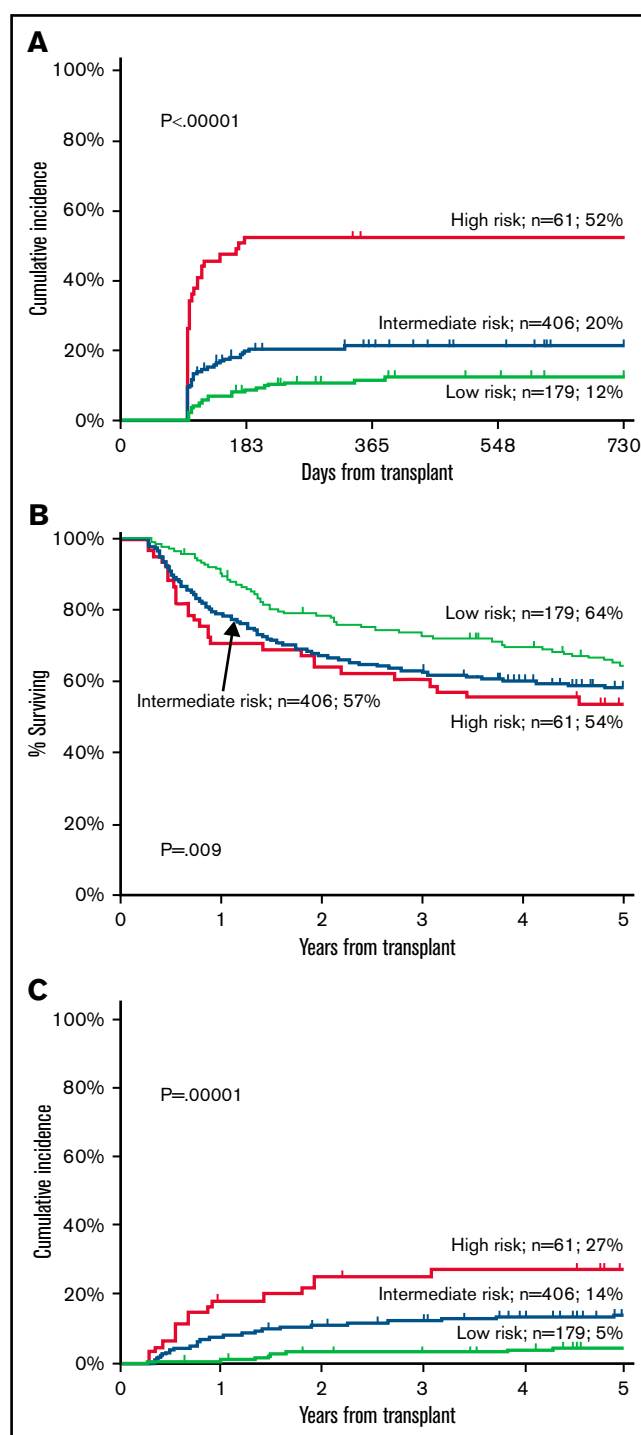 A
100%
P<.00001
80%
60%
High risk; n=61; 52%
40%
Intermediate risk; n=406; 20%
20%
Low risk; n=179; 12%
0%
0 183 365 548 730
Days from transplant
Cumulative incidence
B
100%
80%
Low risk; n=179; 64%
60%
Intermediate risk; n=406; 57%
High risk; n=61; 54%
40%
20%
P=.009
0%
0 1 2 3 4 5
Years from transplant
% Surviving
C
100%
P=.00001
80%
60%
40%
High risk; n=61; 27%
20%
Intermediate risk; n=406; 14%
Low risk; n=179; 5%
0%
0 1 2 3 4 5
Years from transplant
Cumulative incidence